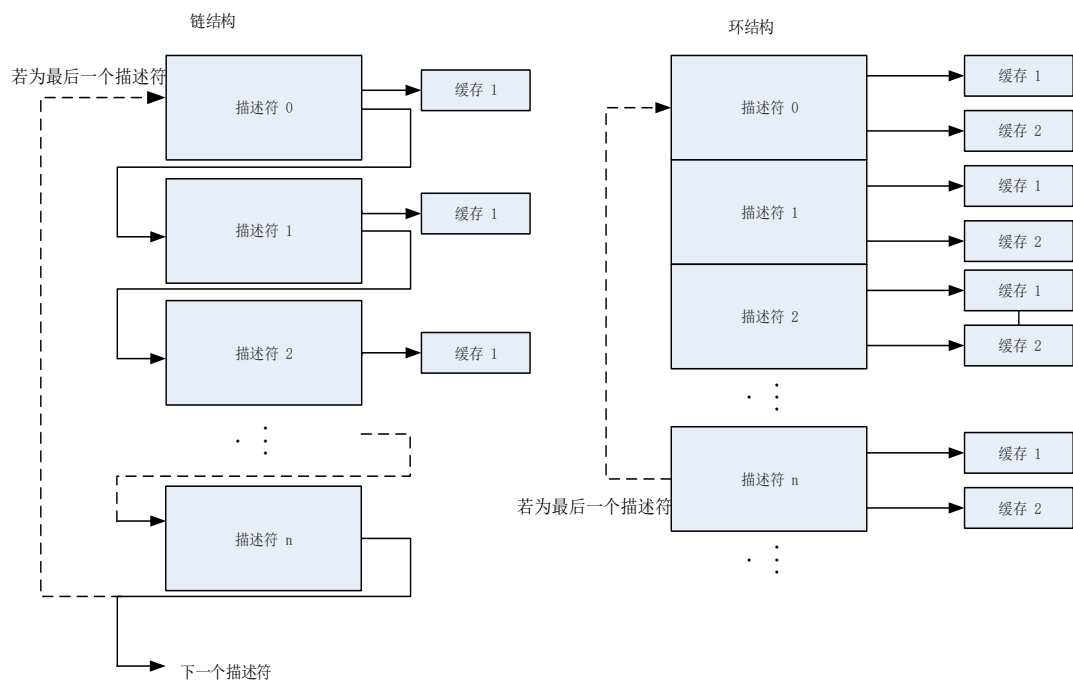 链结构
若为最后一个描述符
描述符 0
缓存 1
描述符 1
缓存 1
描述符 2
缓存 1
描述符 n
下一个描述符
环结构
描述符 0
缓存 1
缓存 2
描述符 1
缓存 1
缓存 2
描述符 2
缓存 1
缓存 2
描述符 n
缓存 1
缓存 2
若为最后一个描述符